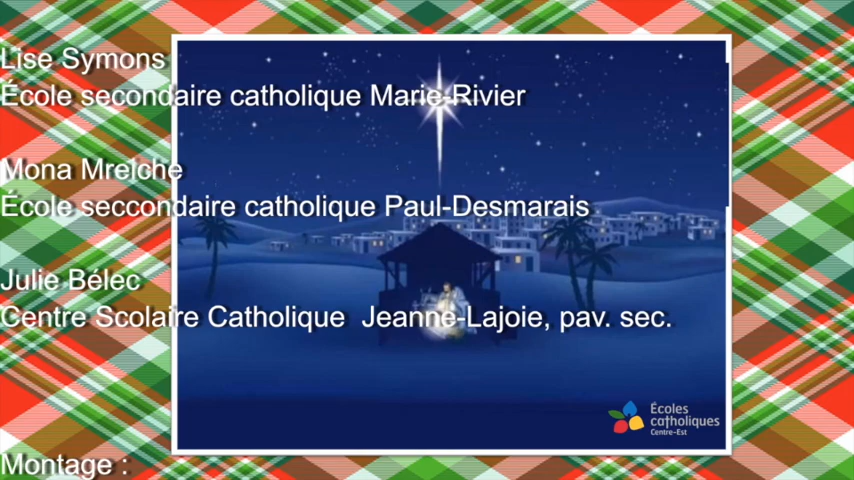 Lise Symons
École secondaire catholique Marie-Rivier
Mona Mreiche
École seccondaire catholique Paul-Desmarais
Julie Bélec
Centre Scolaire Catholique  Jeanne-Lajoie, pav. sec.
Écoles
catholiques
Centre-Est
Montage :